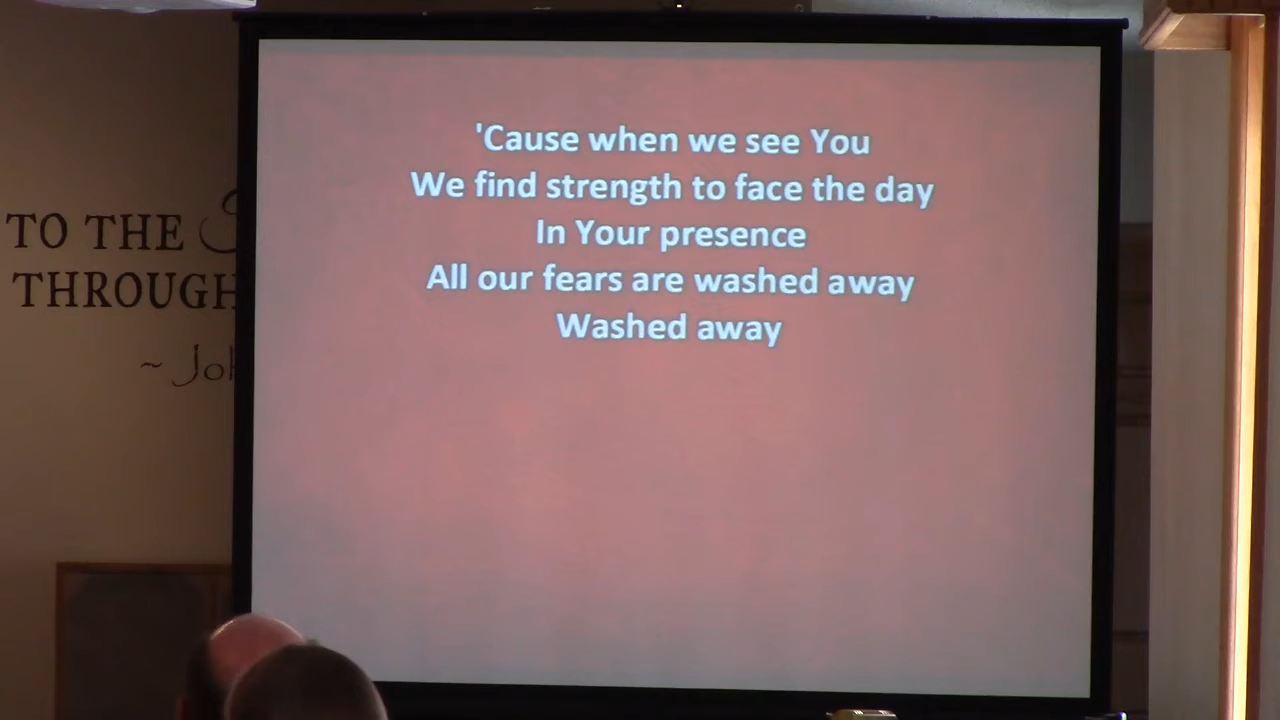 'Cause when we see You
We find strength to face the day
In Your presence
All our fears are washed away
Washed away
TO THE
THROUGH
~